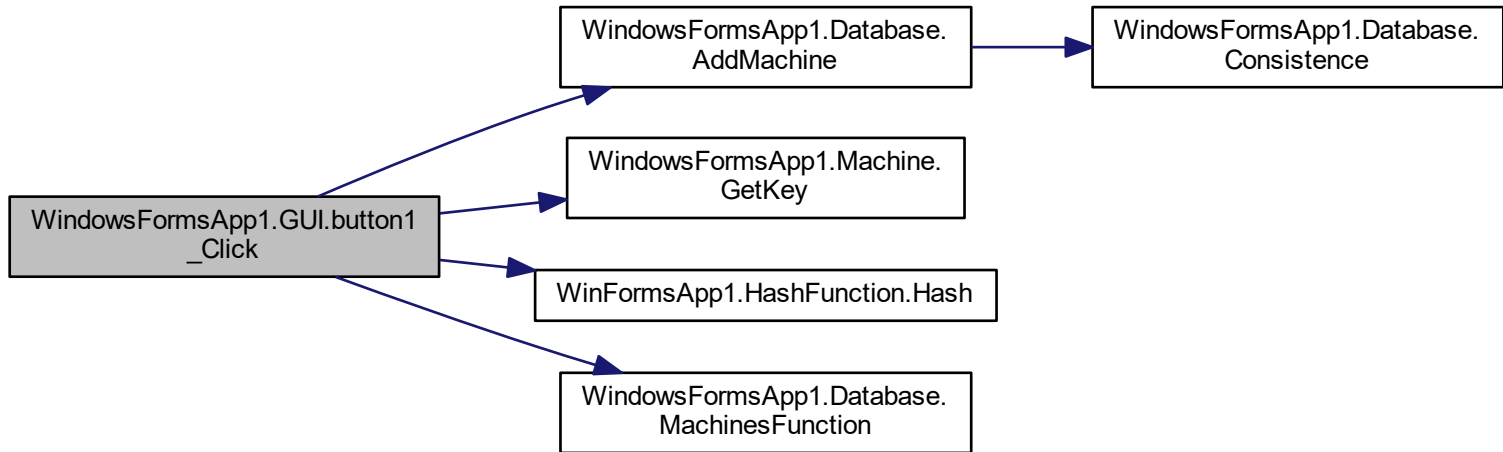 WindowsFormsApp1.GUI.button1
_Click
WindowsFormsApp1.Database.
AddMachine
WindowsFormsApp1.Database.
Consistence
WindowsFormsApp1.Machine.
GetKey
WinFormsApp1.HashFunction.Hash
WindowsFormsApp1.Database.
MachinesFunction